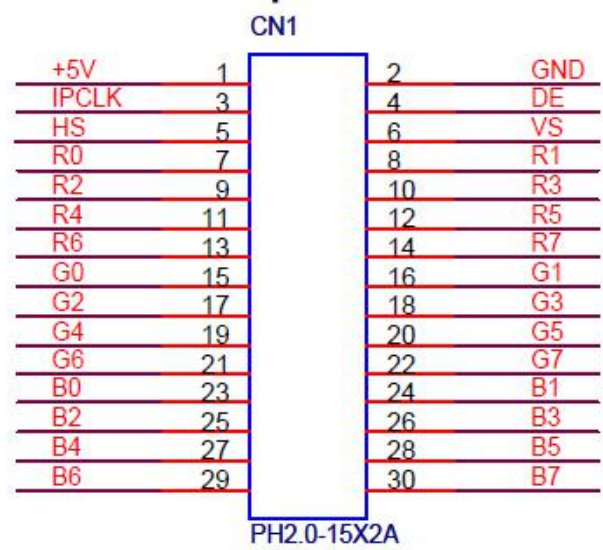 CN1
+5V 1 2 GND
IPCLK 3 4 DE
HS 5 6 VS
R0 7 8 R1
R2 9 10 R3
R4 11 12 R5
R6 13 14 R7
G0 15 16 G1
G2 17 18 G3
G4 19 20 G5
G6 21 22 G7
B0 23 24 B1
B2 25 26 B3
B4 27 28 B5
B6 29 30 B7
PH2.0-15X2A